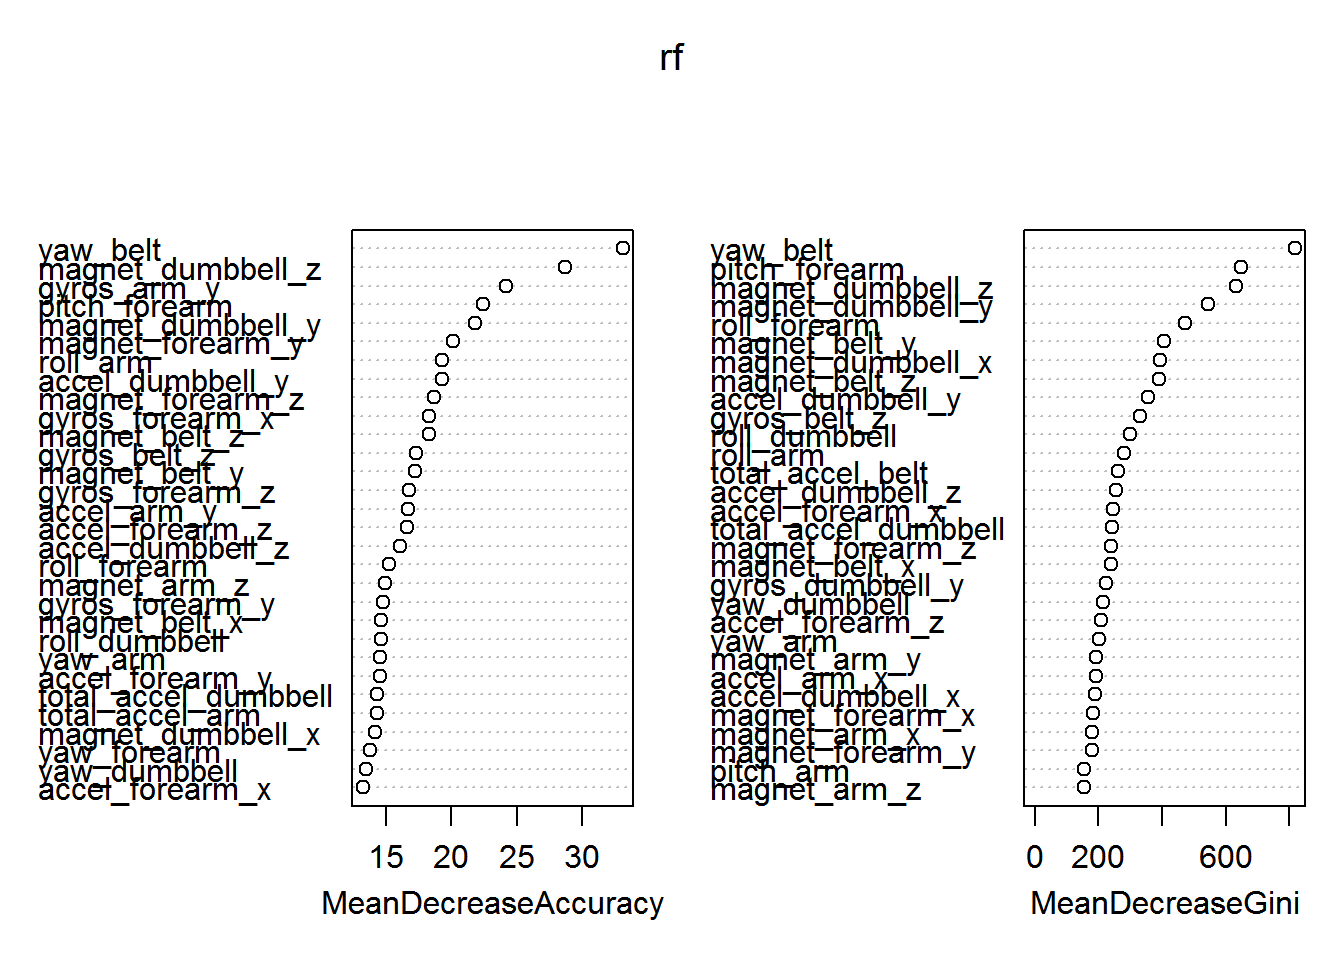 rf
yaw_belt
magnet_dumbbell_z
gyros_arm_y
pitch_forearm
magnet_dumbbell_y
magnet_forearm_y
roll_arm
accel_dumbbell_y
magnet_forearm_z
gyros_forearm_x
magnet_belt_z
gyros_belt_z
magnet_belt_y
gyros_forearm_z
accel_arm_y
accel_forearm_z
accel_dumbbell_z
roll_forearm
magnet_arm_z
gyros_forearm_y
magnet_belt_x
roll_dumbbell
yaw_arm
accel_forearm_y
total_accel_dumbbell
total_accel_arm
magnet_dumbbell_x
yaw_forearm
yaw_dumbbell
accel_forearm_x
15 20 25 30
MeanDecreaseAccuracy
yaw_belt
pitch_forearm
magnet_dumbbell_z
magnet_dumbbell_y
roll_forearm
magnet_belt_y
magnet_dumbbell_x
magnet_belt_z
accel_dumbbell_y
gyros_belt_z
roll_dumbbell
roll_arm
total_accel_belt
accel_dumbbell_z
accel_forearm_x
total_accel_dumbbell
magnet_forearm_z
magnet_belt_x
gyros_dumbbell_y
yaw_dumbbell
accel_forearm_z
yaw_arm
magnet_arm_y
accel_arm_x
accel_dumbbell_x
magnet_forearm_x
magnet_arm_x
magnet_forearm_y
pitch_arm
magnet_arm_z
0 200 600
MeanDecreaseGini